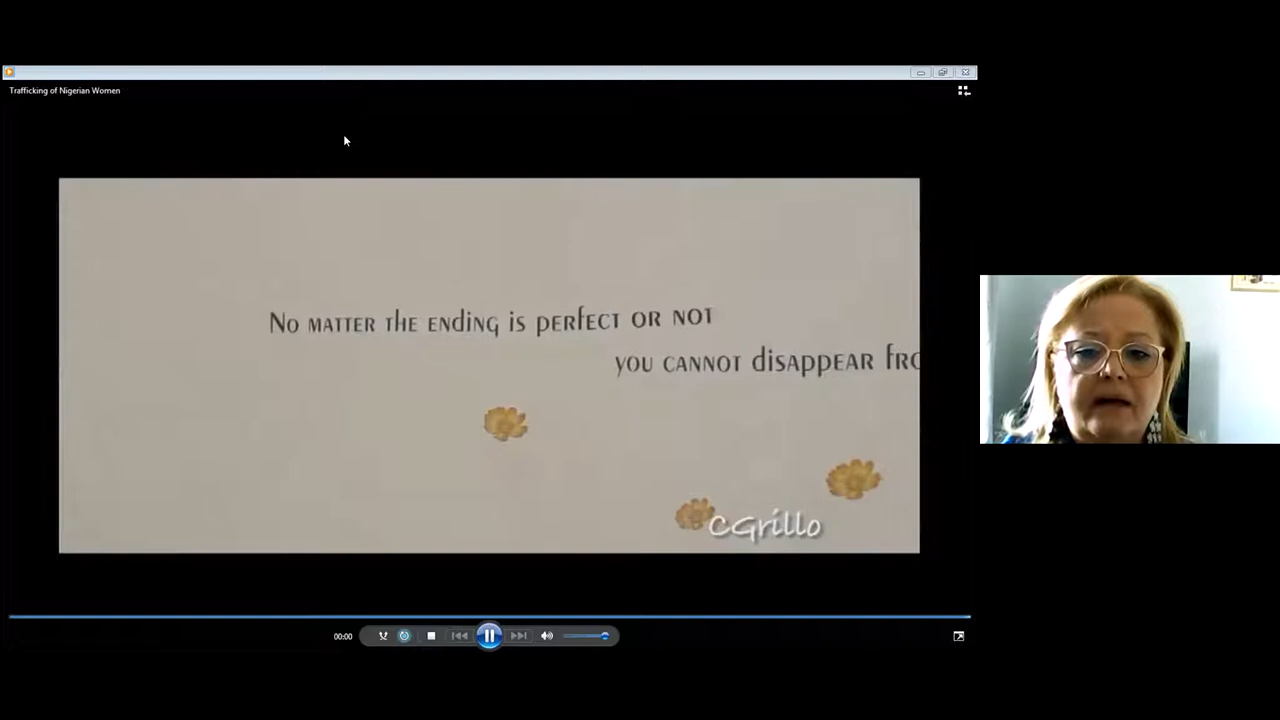 Trafficking of Nigerian Women
No matter the ending is perfect or not
you cannot disappear
CGrillo
00:00